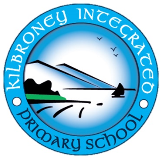 KILBRONEY INTEGRATED
• PRIMARY SCHOOL •